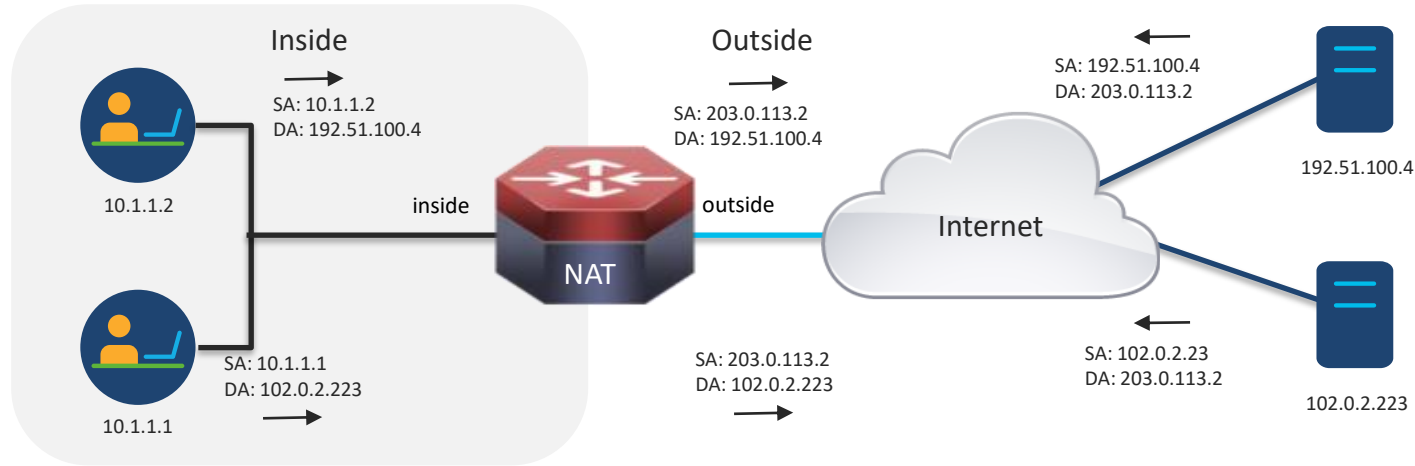 Inside
Outside
SA: 10.1.1.2
DA: 192.51.100.4
SA: 203.0.113.2
DA: 192.51.100.4
SA: 192.51.100.4
DA: 203.0.113.2
192.51.100.4
10.1.1.2
inside
outside
NAT
Internet
SA: 10.1.1.1
DA: 102.0.2.223
SA: 203.0.113.2
DA: 102.0.2.223
SA: 102.0.2.23
DA: 203.0.113.2
10.1.1.1
102.0.2.223